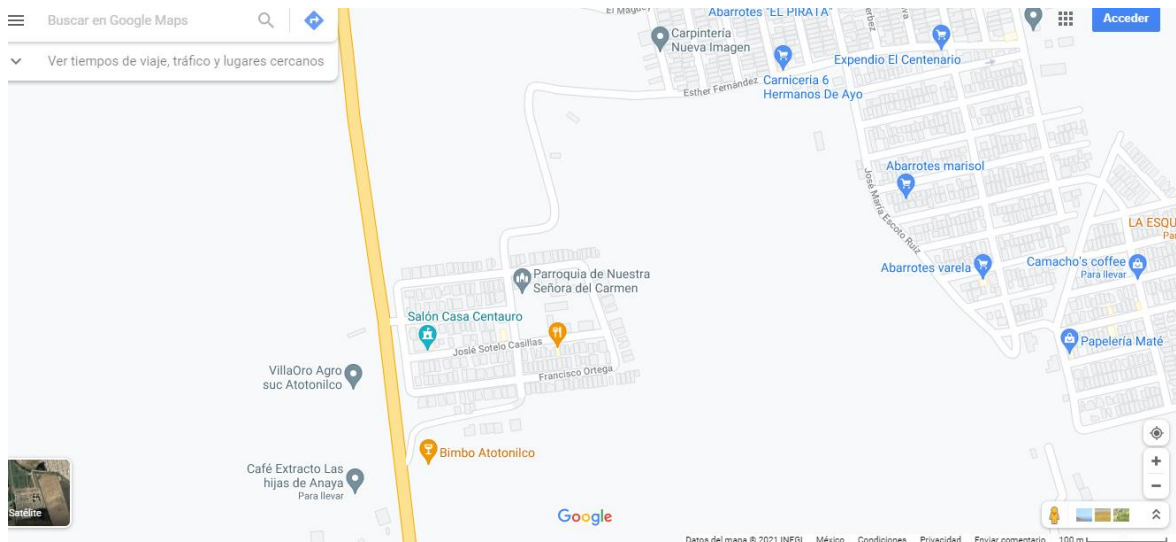 Buscar en Google Maps
Acceder
Ver tiempos de viaje, tráfico y lugares cercanos
Abarrotes "EL PIRATA"
Carpintería
Nueva Imagen
Expendio El Centenario
Carniceria 6
Hermanos De Ayo
Esther Fernández
Abarrotes marisol
José María Escoto Ruiz
LA ESQU
Abarrotes varela
Camacho's coffee
Para llevar
Parroquia de Nuestra
Señora del Carmen
Salón Casa Centauro
Joslé Sotelo Casillas
Papelería Maté
VillaOro Agro
suc Atotonilco
Francisco Ortega
Bimbo Atotonilco
Café Extracto Las
hijas de Anaya
Para llevar
Satélite
Google
Datos del mapa © 2021 INEGI México Condiciones Privacidad Enviar comentario 100 m